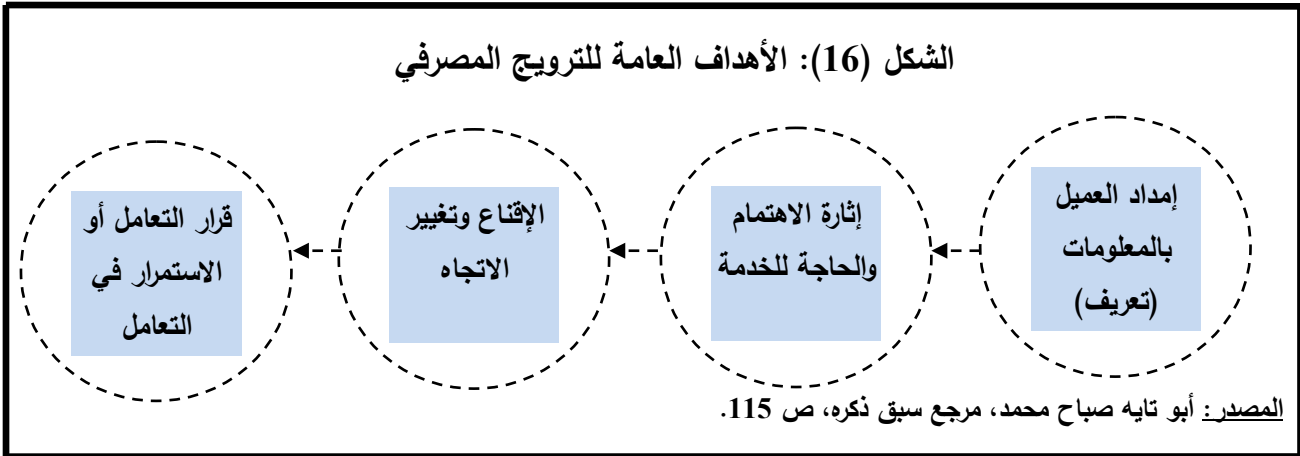 الشكل (16): الأهداف العامة للترويج المصرفي
إمداد العميل
بالمعلومات
(تعريف)
إثارة الاهتمام
والحاجة للخدمة
الإقناع وتغيير
الاتجاه
قرار التعامل أو
الاستمرار في
التعامل
المصدر: أبو تايه صباح محمد، مرجع سبق ذكره، ص 115.